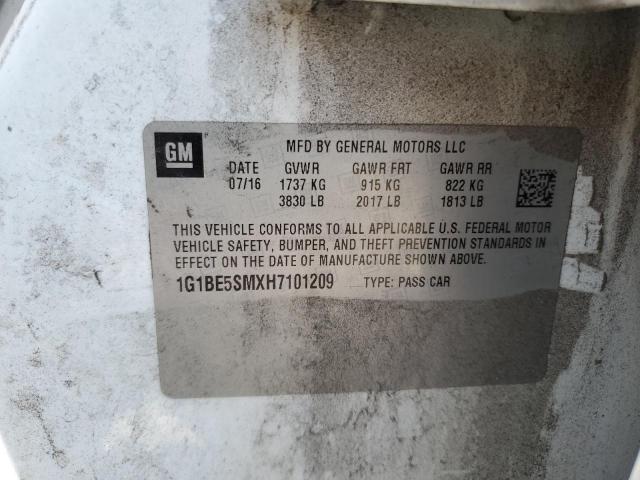 GM
MFD BY GENERAL MOTORS LLC
DATE GVWR GAWR FRT GAWR RR
07/16 1737 KG 915 KG 822 KG
3830 LB 2017 LB 1813 LB
THIS VEHICLE CONFORMS TO ALL APPLICABLE U.S. FEDERAL MOTOR
VEHICLE SAFETY, BUMPER, AND THEFT PREVENTION STANDARDS IN
EFFECT ON THE DATE OF MANUFACTURE SHOWN ABOVE.
1G1BE5SMXH7101209 TYPE: PASS CAR